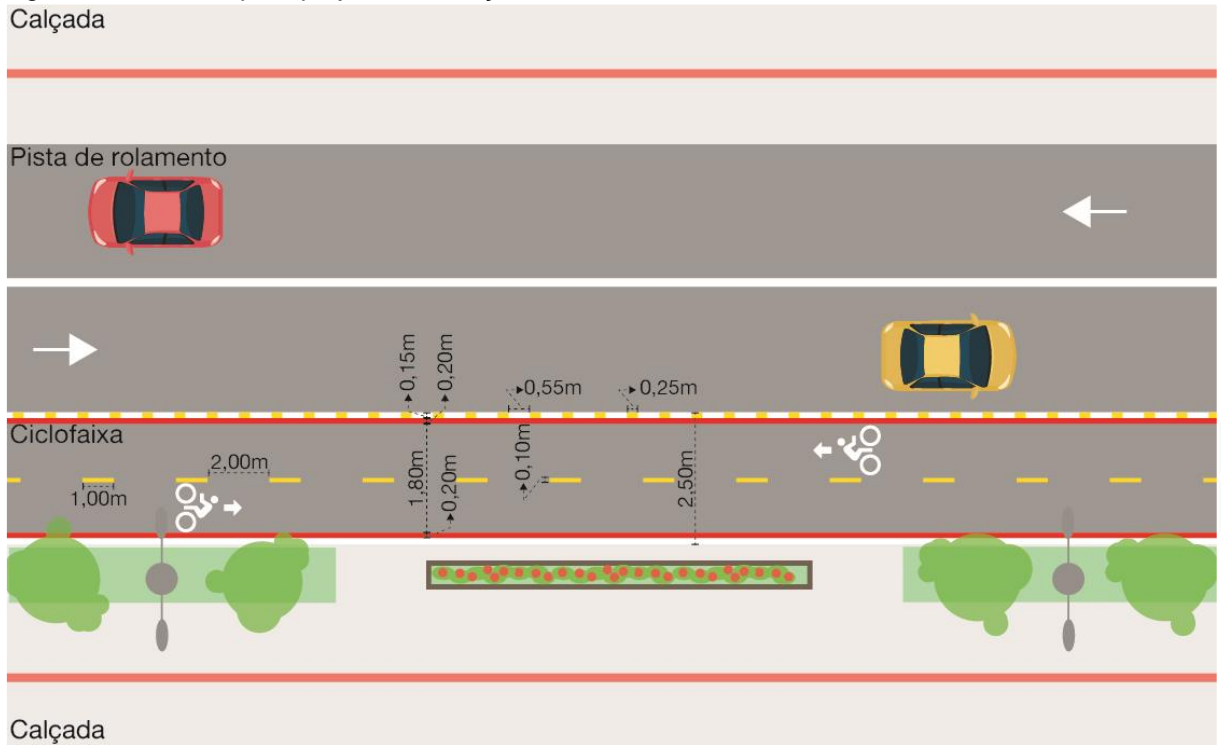 Calçada
Pista de rolamento
0,15m
0,20m
0,55m
0,25m
Ciclofaixa
2,00m
1,00m
1,80m
0,20m
0,10m
2,50m
Calçada